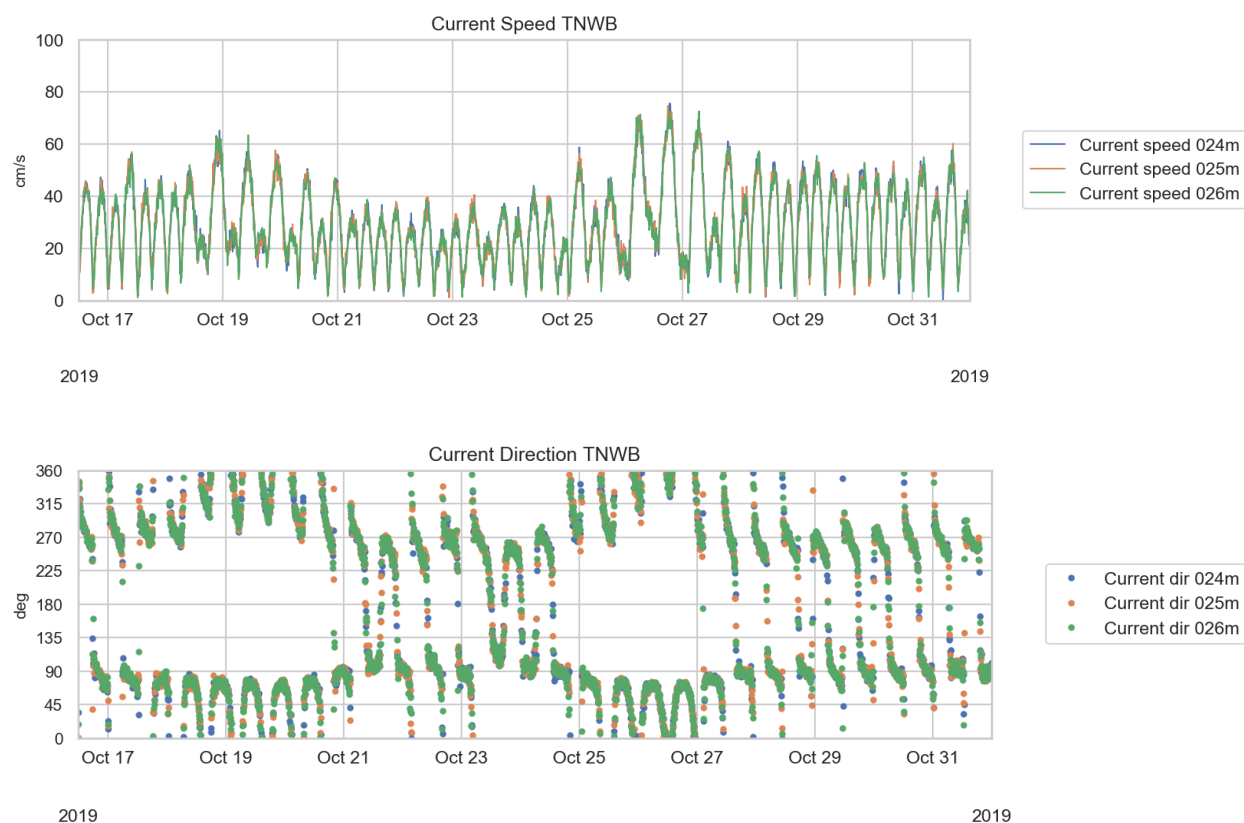 Current Speed TNWB
100
80
60
40
20
0
cm/s
Oct 17 Oct 19 Oct 21 Oct 23 Oct 25 Oct 27 Oct 29 Oct 31
2019 2019
Current speed 024m
Current speed 025m
Current speed 026m
Current Direction TNWB
360
315
270
225
180
135
90
45
0
deg
Oct 17 Oct 19 Oct 21 Oct 23 Oct 25 Oct 27 Oct 29 Oct 31
2019 2019
Current dir 024m
Current dir 025m
Current dir 026m